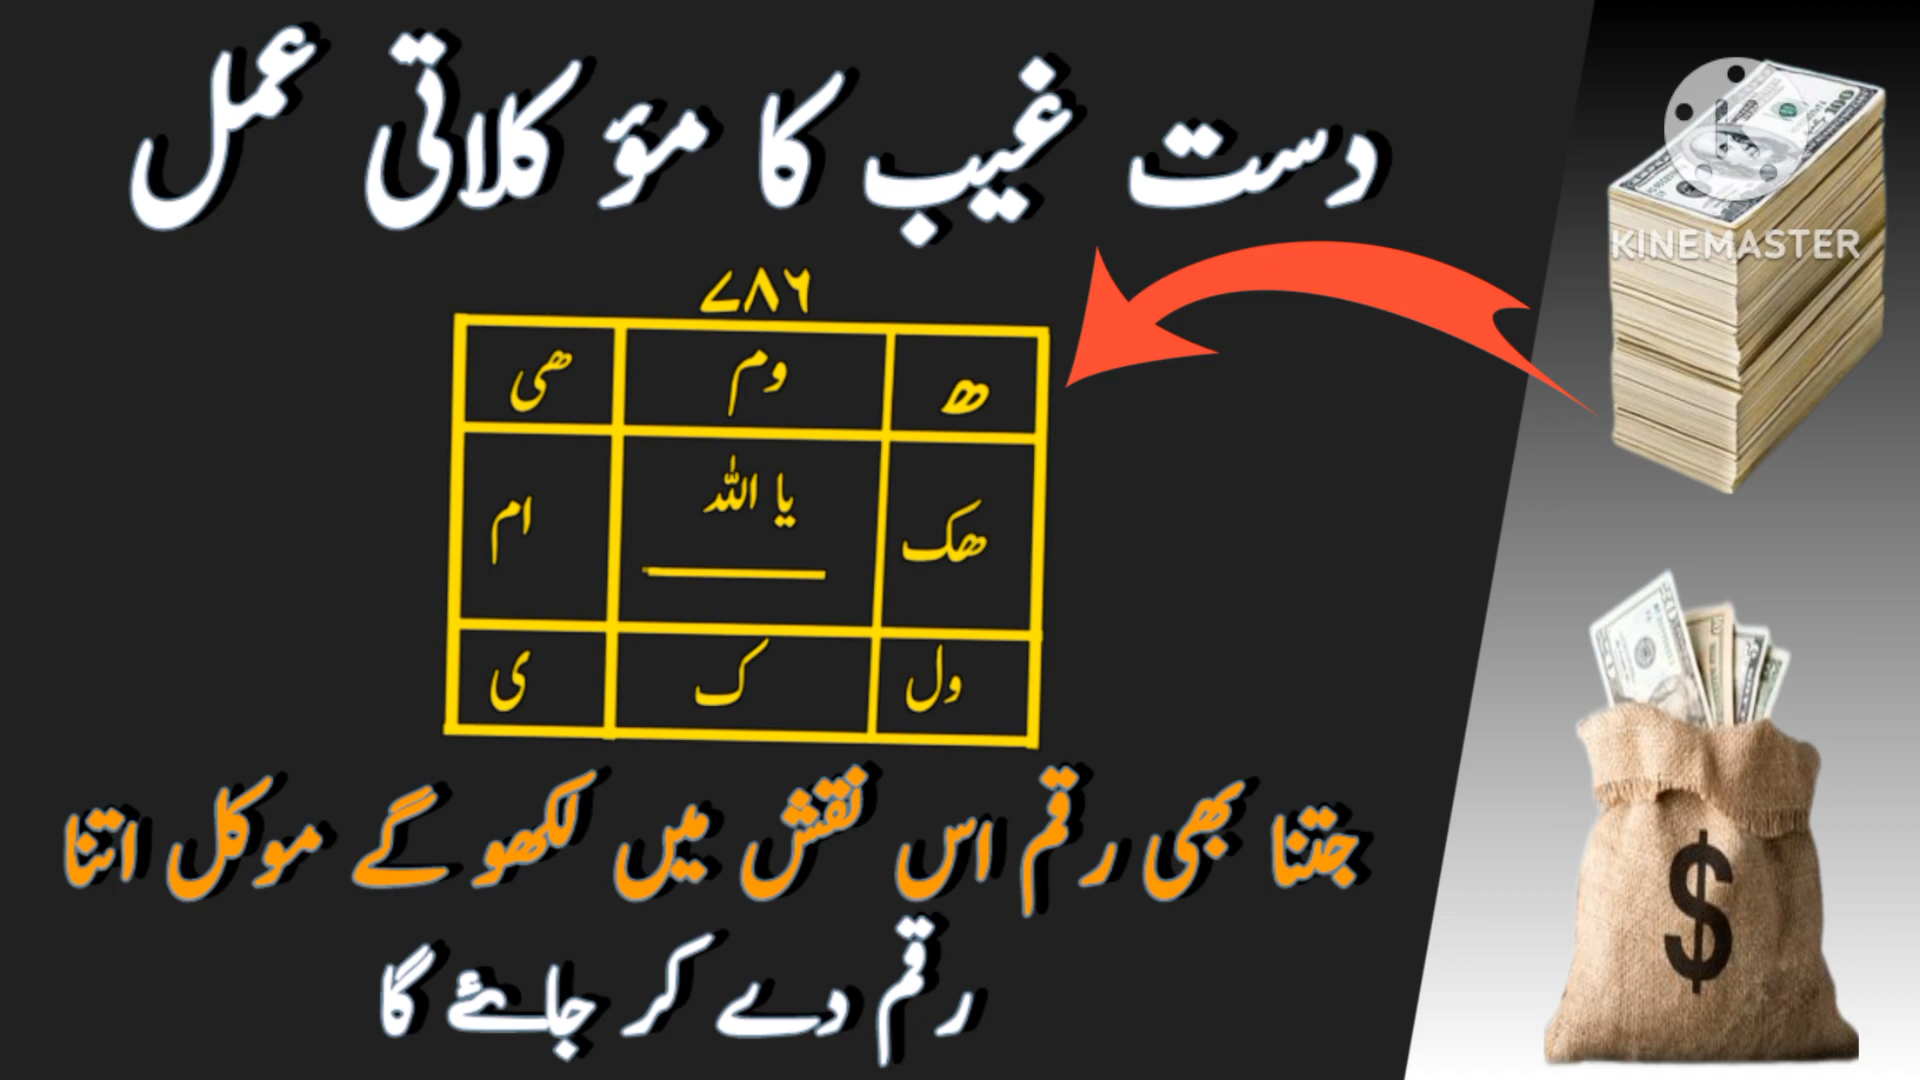 دست غیب کا مؤکلاتی عمل
۷۸۶
ھ وم ھی
ھک یا اللہ ام
ول ک ی
جتنا بھی رقم اس نقش میں لکھو گے موکل اتنا
رقم دے کر جائے گا
KINEMASTER
100
$